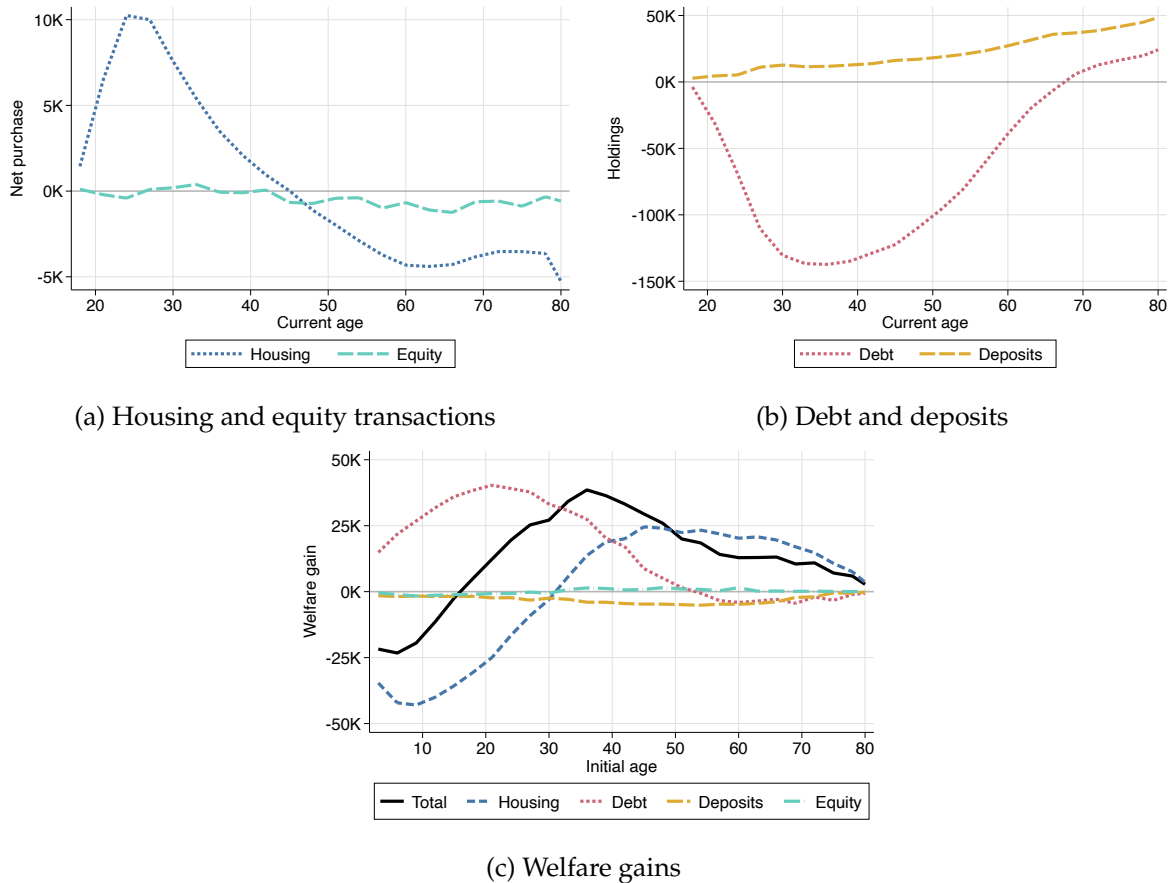 10K
5K
0K
-5K
Net purchase
20 30 40 50 60 70 80
Current age
Housing Equity
(a) Housing and equity transactions
50K
0K
-50K
-100K
-150K
Holdings
20 30 40 50 60 70 80
Current age
Debt Deposits
(b) Debt and deposits
50K
25K
0K
-25K
-50K
Welfare gain
10 20 30 40 50 60 70 80
Initial age
Total Housing Debt Deposits Equity
(c) Welfare gains